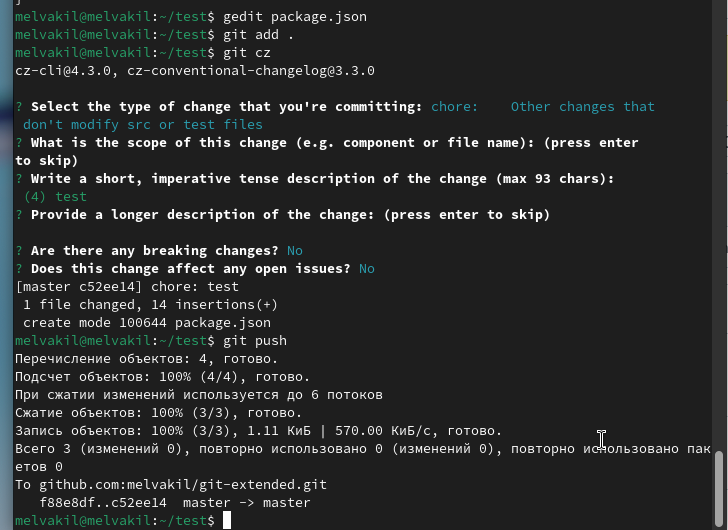 melvakil@melvakil:~/test$ gedit package.json
melvakil@melvakil:~/test$ git add .
melvakil@melvakil:~/test$ git cz
cz-cli@4.3.0, cz-conventional-changelog@3.3.0

? Select the type of change that you're committing: chore:    Other changes that
 don't modify src or test files
? What is the scope of this change (e.g. component or file name): (press enter
to skip)
? Write a short, imperative tense description of the change (max 93 chars):
 (4) test
? Provide a longer description of the change: (press enter to skip)

? Are there any breaking changes? No
? Does this change affect any open issues? No
[master c52ee14] chore: test
 1 file changed, 14 insertions(+)
 create mode 100644 package.json
melvakil@melvakil:~/test$ git push
Перечисление объектов: 4, готово.
Подсчет объектов: 100% (4/4), готово.
При сжатии изменений используется до 6 потоков
Сжатие объектов: 100% (3/3), готово.
Запись объектов: 100% (3/3), 1.11 КиБ | 570.00 КиБ/с, готово.
Всего 3 (изменений 0), повторно использовано 0 (изменений 0), повторно использовано пак
етов 0
To github.com:melvakil/git-extended.git
   f88e8df..c52ee14  master -> master
melvakil@melvakil:~/test$